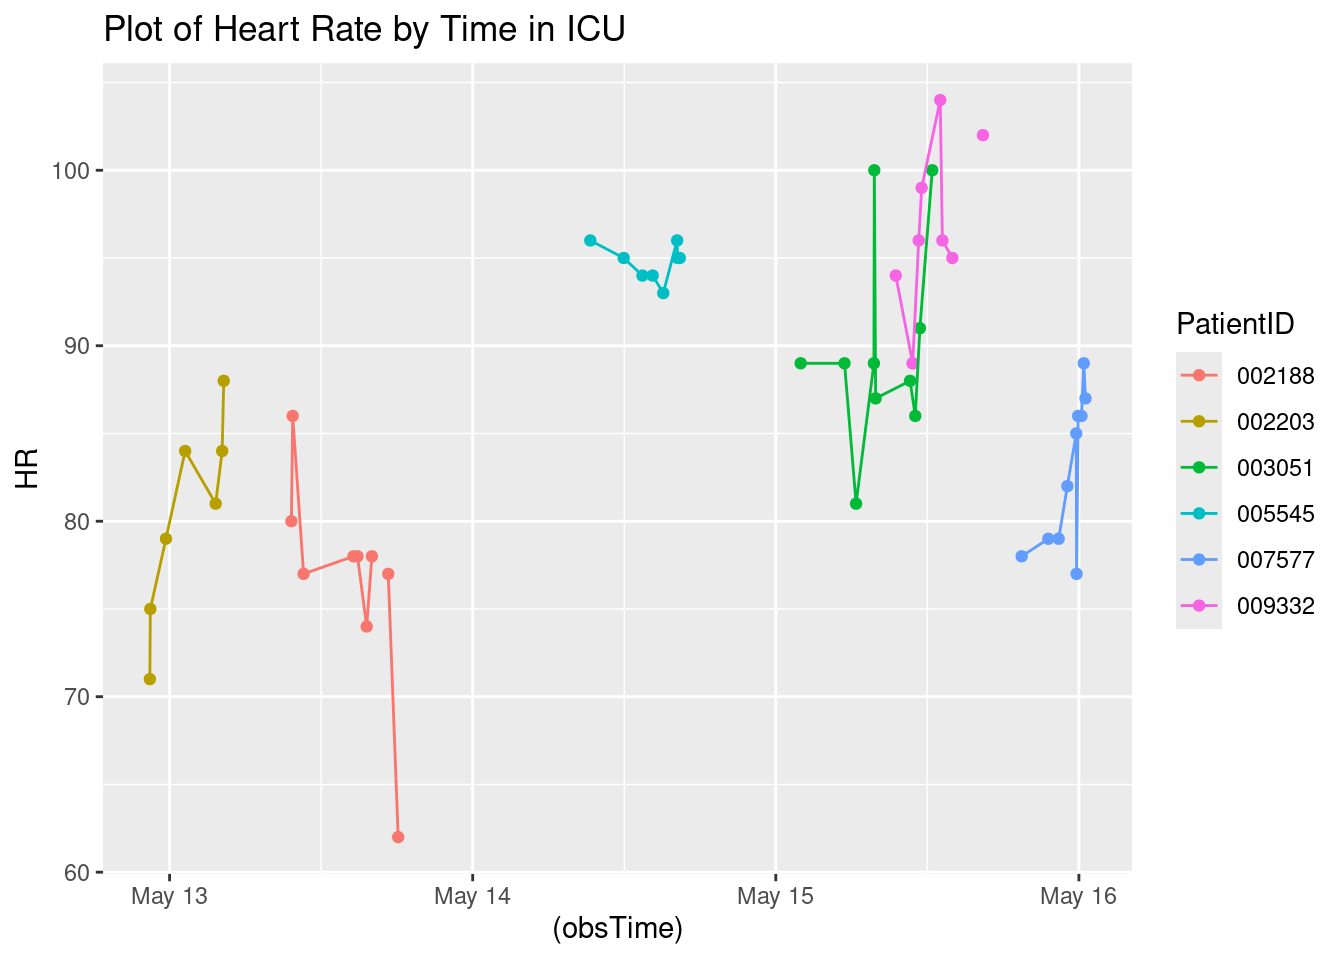 Plot of Heart Rate by Time in ICU
HR
100
90
80
70
60
May 13
May 14
May 15
May 16
(obsTime)
PatientID
002188
002203
003051
005545
007577
009332